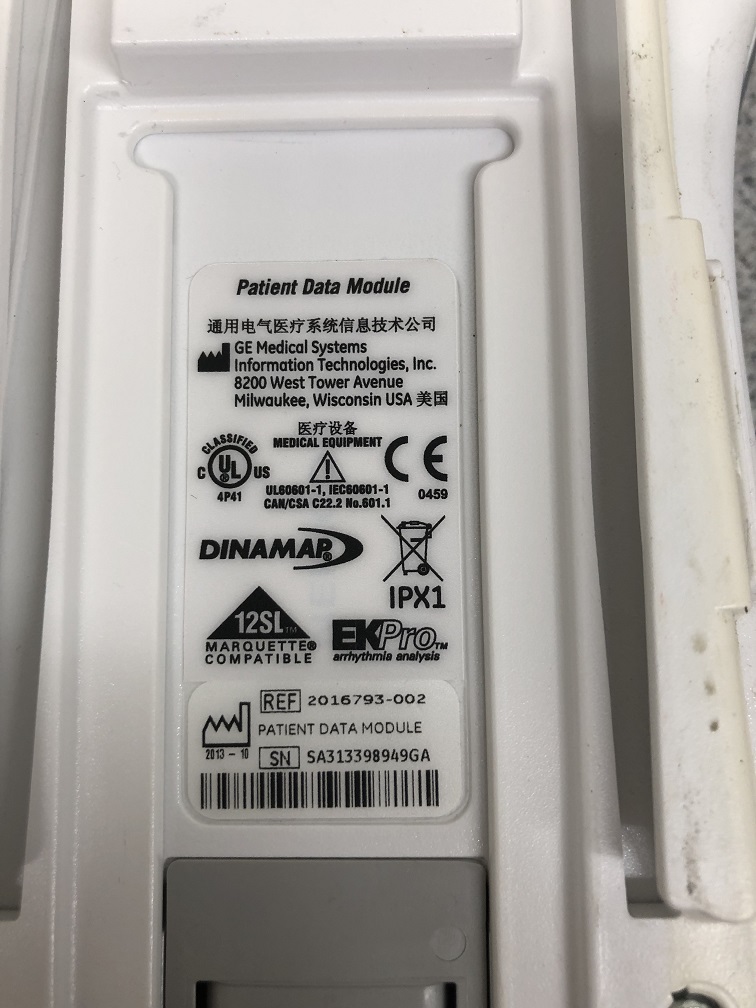 Patient Data Module
通用电气医疗系统信息技术公司
GE Medical Systems
Information Technologies, Inc.
8200 West Tower Avenue
Milwaukee, Wisconsin USA 美国
医疗设备
MEDICAL EQUIPMENT
CLASSIFIED
C UL® US
4P41
UL60601-1, IEC60601-1
CAN/CSA C22.2 No.601.1
CE
0459
DINAMAP®
IPX1
12SL™
MARQUETTE®
COMPATIBLE
EKPro™
arrhythmia analysis
REF 2016793-002
PATIENT DATA MODULE
2013-10
SN SA313398949GA